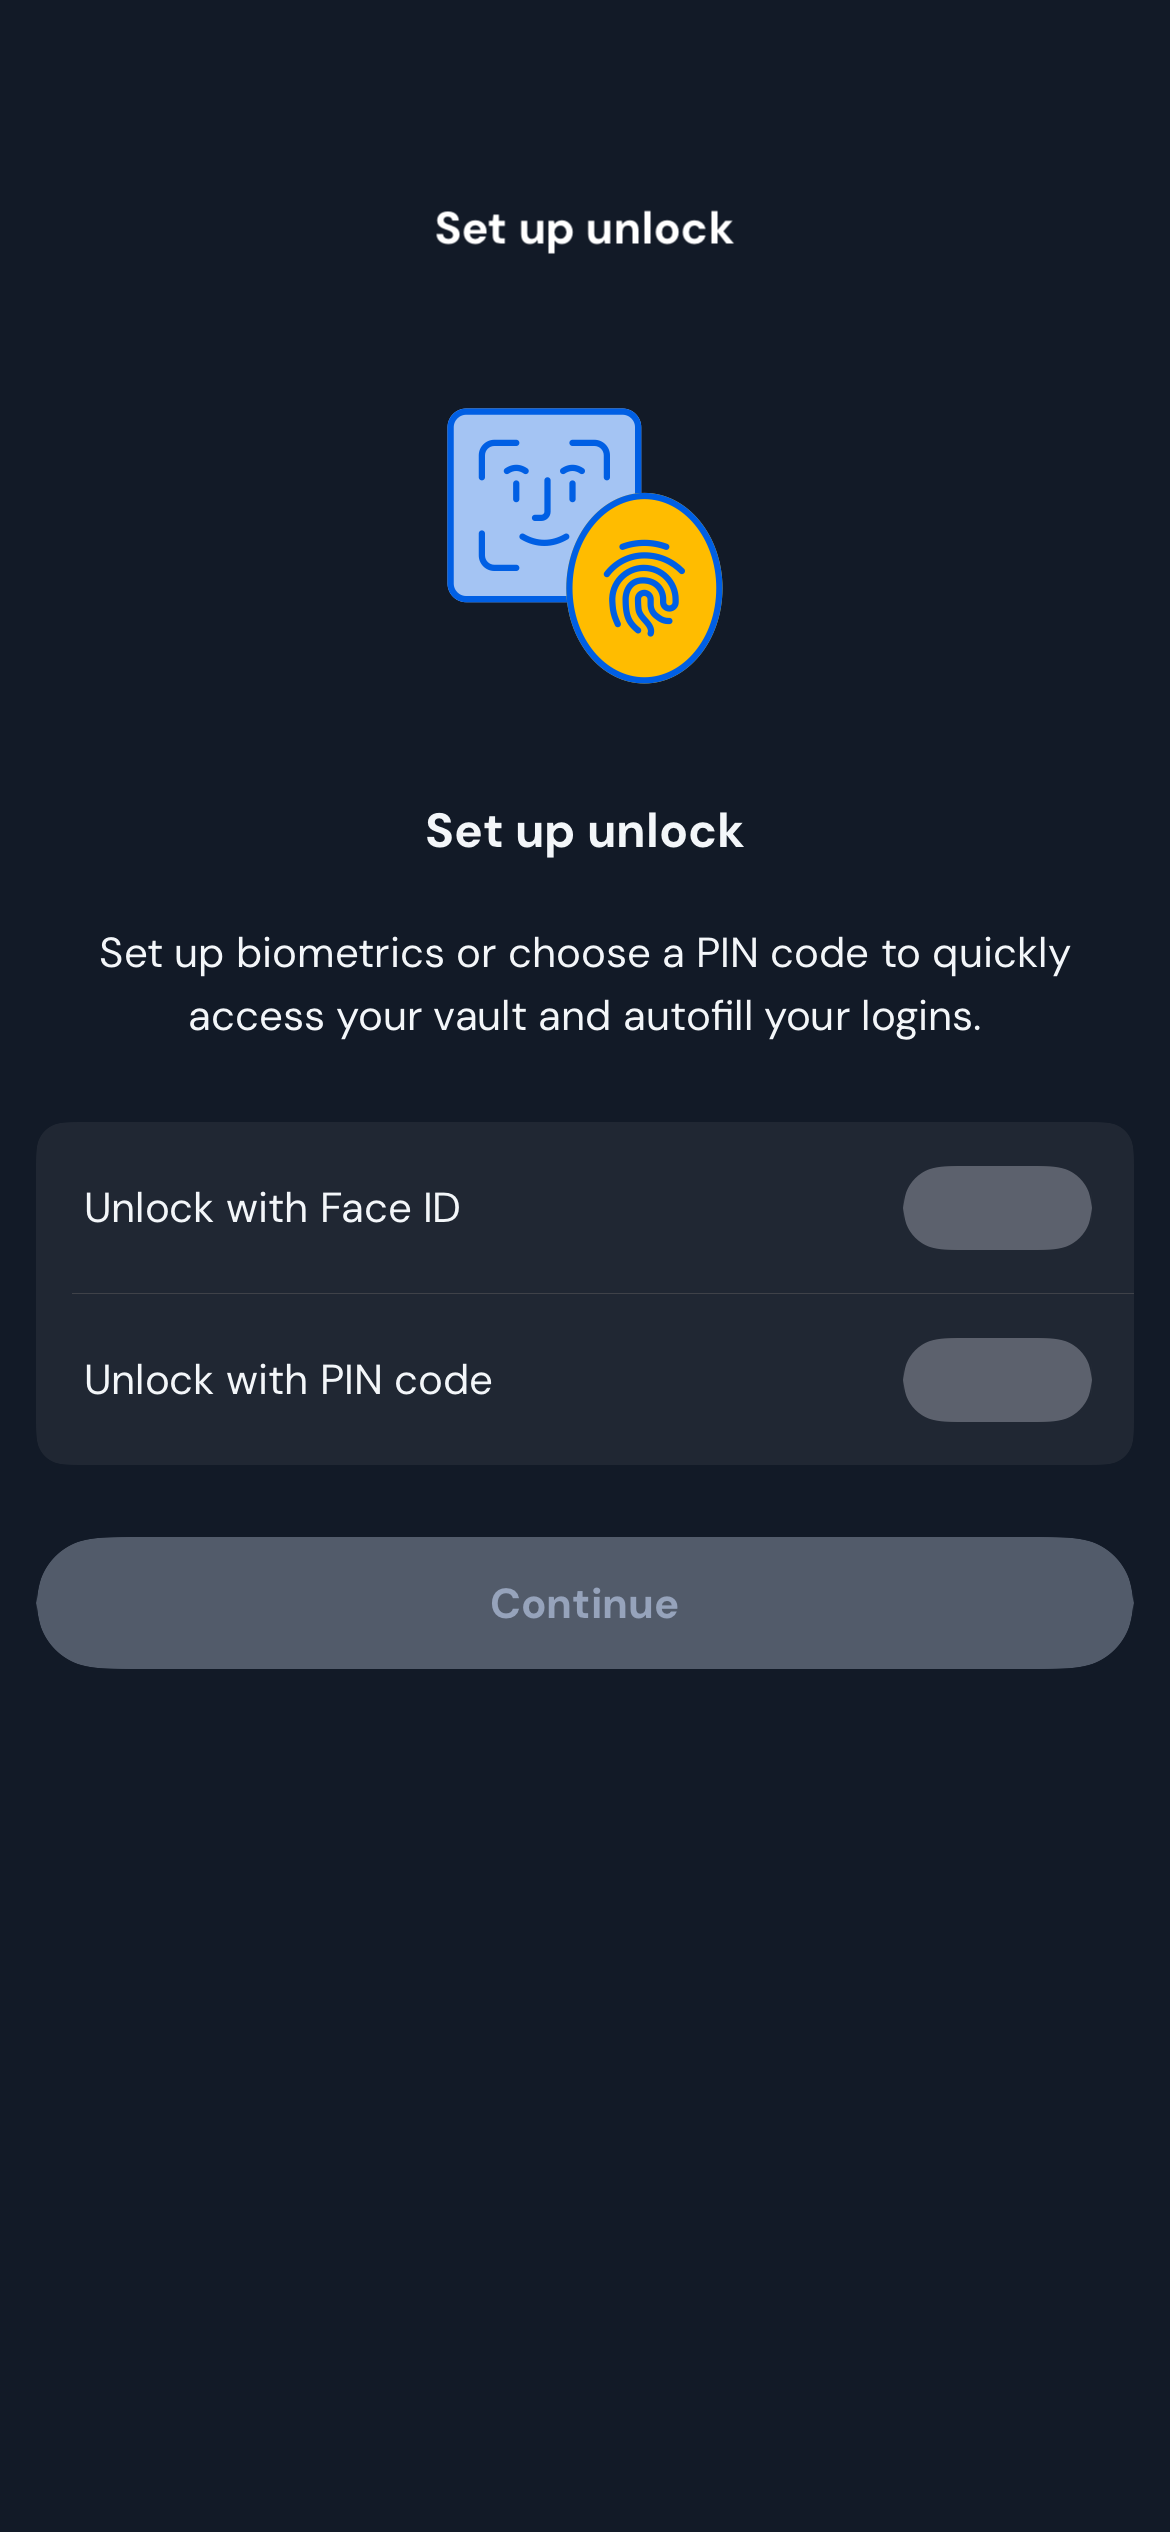 Set up unlock
Set up unlock
Set up biometrics or choose a PIN code to quickly
access your vault and autofill your logins.
Unlock with Face ID
Unlock with PIN code
Continue